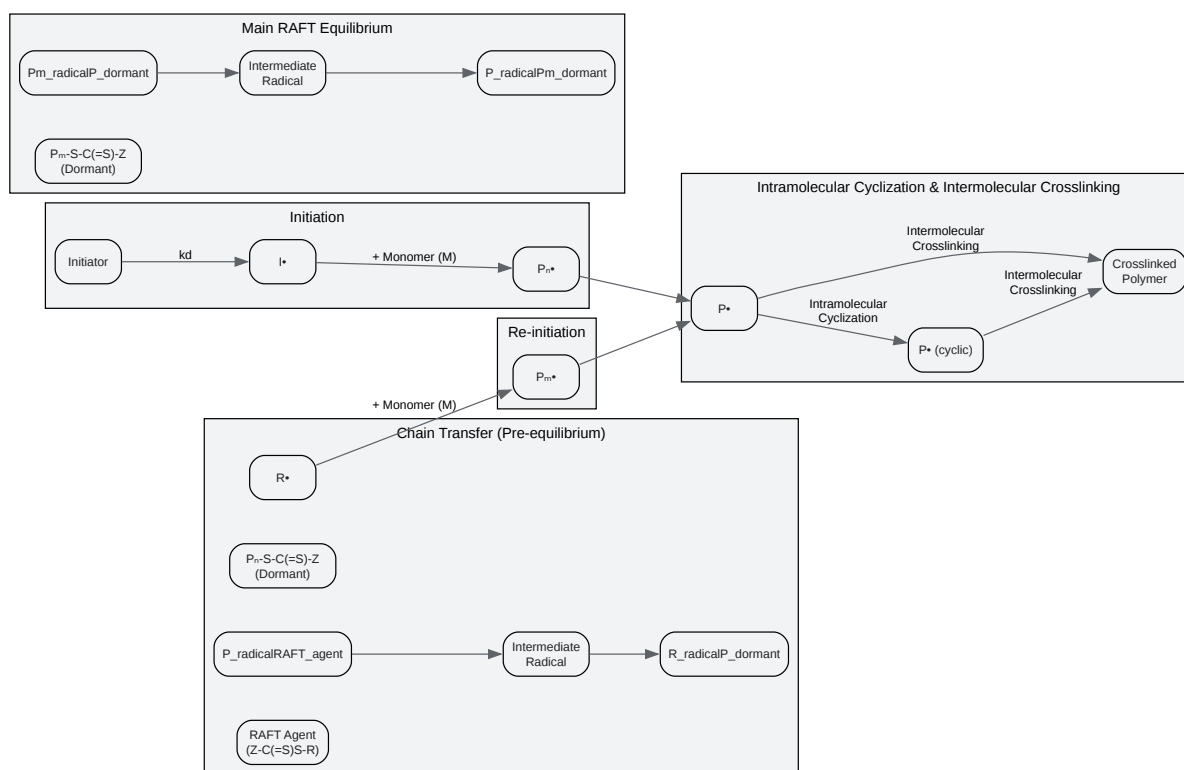 Main RAFT Equilibrium
Pm_radicalP_dormant
Intermediate
Radical
P_radicalPm_dormant
Pₘ-S-C(=S)-Z
(Dormant)
Initiation
Initiator
kd
I•
+ Monomer (M)
Pₙ•
Intramolecular Cyclization & Intermolecular Crosslinking
P•
Intermolecular
Crosslinking
Intramolecular
Cyclization
P• (cyclic)
Intermolecular
Crosslinking
Crosslinked
Polymer
Re-initiation
Pₘ•
+ Monomer (M)
Chain Transfer (Pre-equilibrium)
R•
Pₙ-S-C(=S)-Z
(Dormant)
P_radicalRAFT_agent
Intermediate
Radical
R_radicalP_dormant
RAFT Agent
(Z-C(=S)S-R)